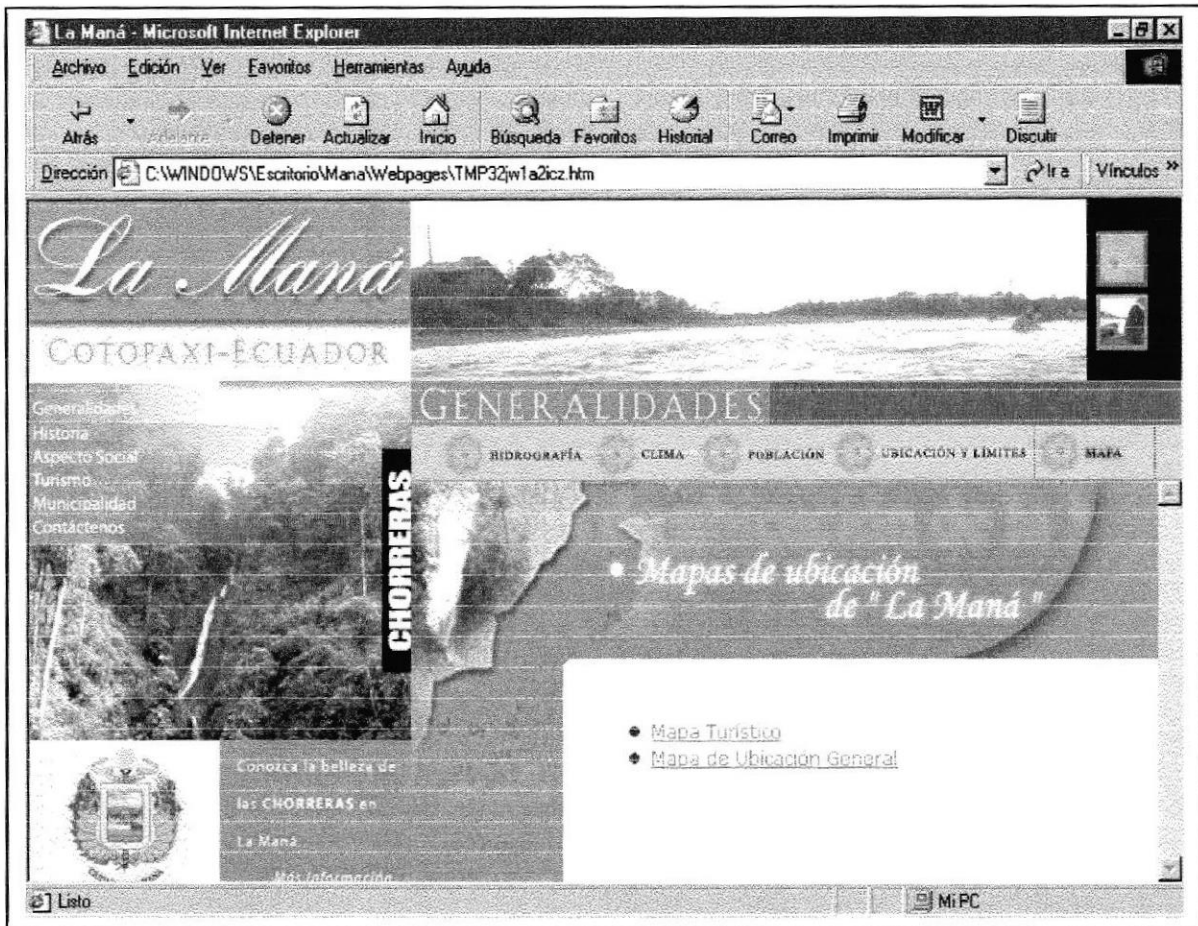 La Maná - Microsoft Internet Explorer
Archivo Edición Ver Favoritos Herramientas Ayuda
Atrás Adelante Detener Actualizar Inicio Búsqueda Favoritos Historial Correo Imprimir Modificar Discutir
Dirección C:\WINDOWS\Escritorio\Mana\Webpages\TMP32jw1a2icz.htm Ir a Vínculos »
La Maná
COTOPAXI-ECUADOR
Generalidades
Historia
Aspecto Social
Turismo
Municipalidad
Contáctenos
CHORRERAS
GENERALIDADES
HIDROGRAFÍA CLIMA POBLACIÓN UBICACIÓN Y LÍMITES MAPA
• Mapas de ubicación
de " La Maná "
• Mapa Turístico
• Mapa de Ubicación General
Conozca la belleza de
las CHORRERAS en
La Maná
Más Información
Listo Mi PC